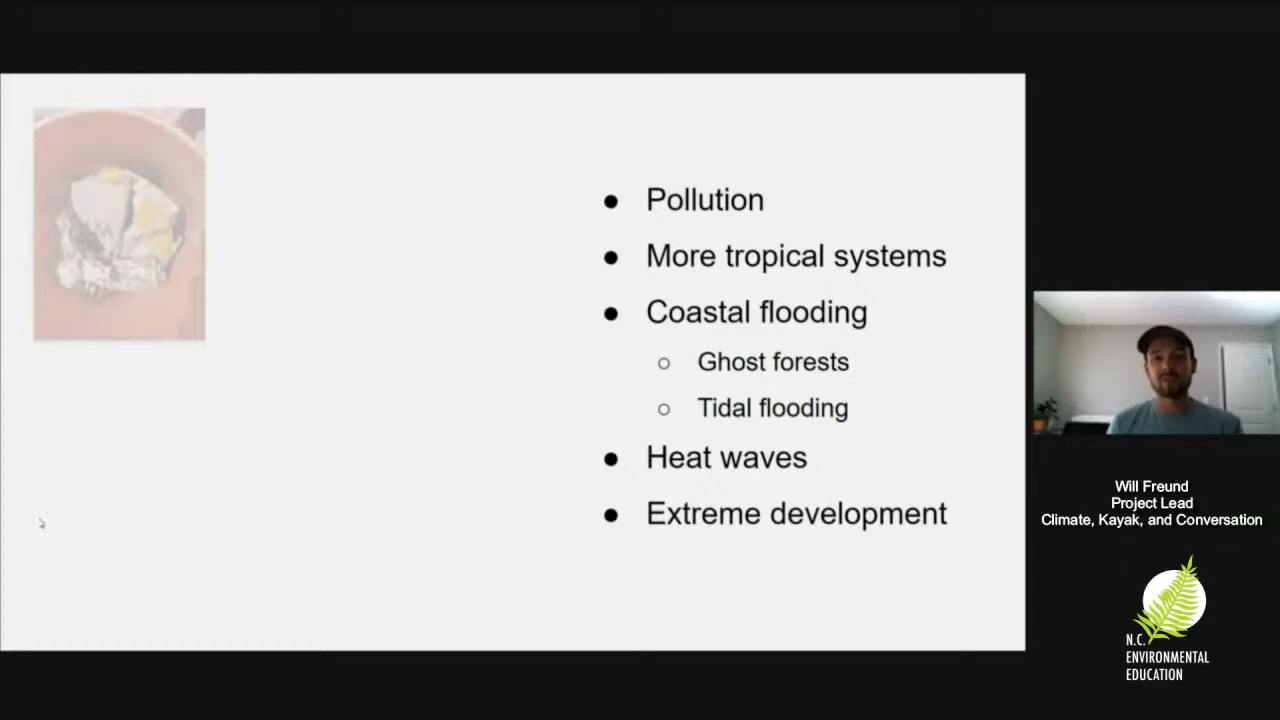 Pollution
More tropical systems
Coastal flooding
Ghost forests
Tidal flooding
Heat waves
Extreme development
Will Freund
Project Lead
Climate, Kayak, and Conversation
N.C.
ENVIRONMENTAL
EDUCATION